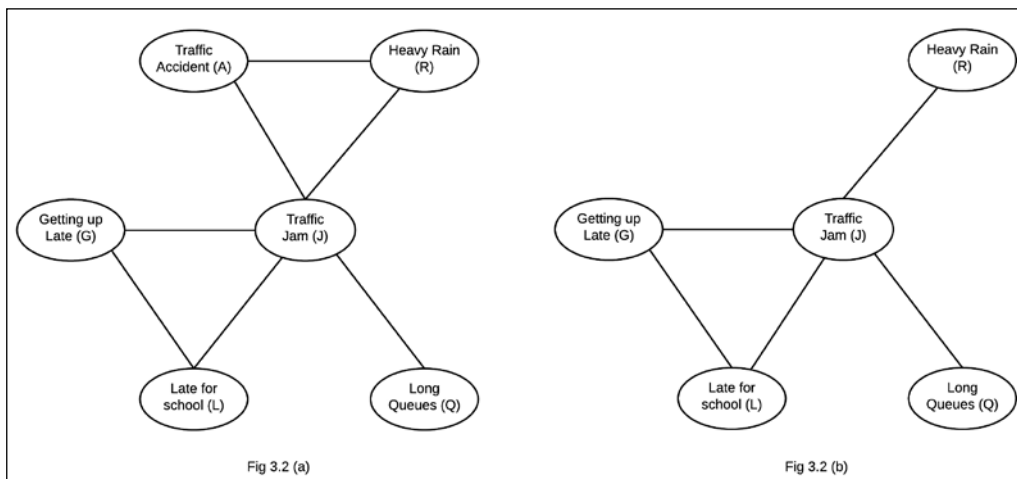 Traffic
Accident (A)
Heavy Rain
(R)
Getting up
Late (G)
Traffic
Jam (J)
Late for
school (L)
Long
Queues (Q)
Fig 3.2 (a)
Heavy Rain
(R)
Getting up
Late (G)
Traffic
Jam (J)
Late for
school (L)
Long
Queues (Q)
Fig 3.2 (b)